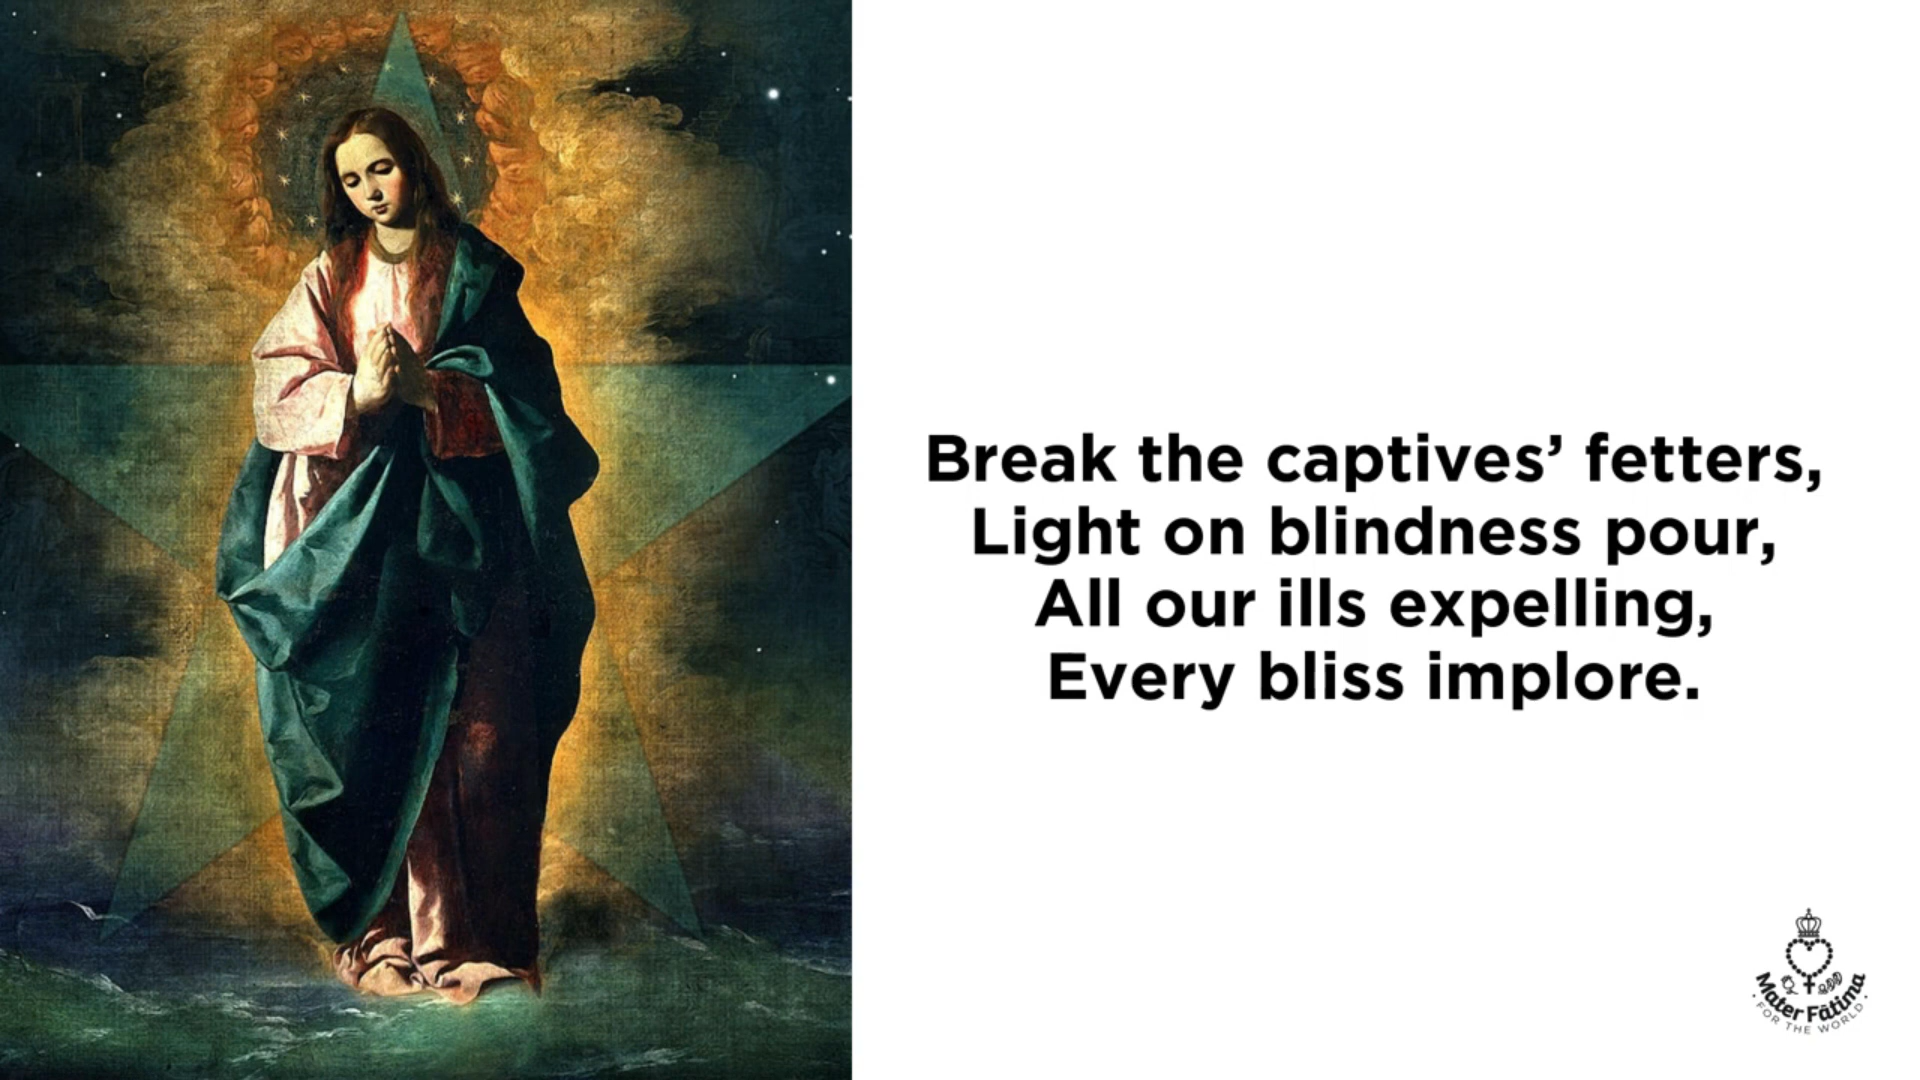 Break the captives’ fetters,
Light on blindness pour,
All our ills expelling,
Every bliss implore.
Mater Fātima
• FOR THE WORLD •